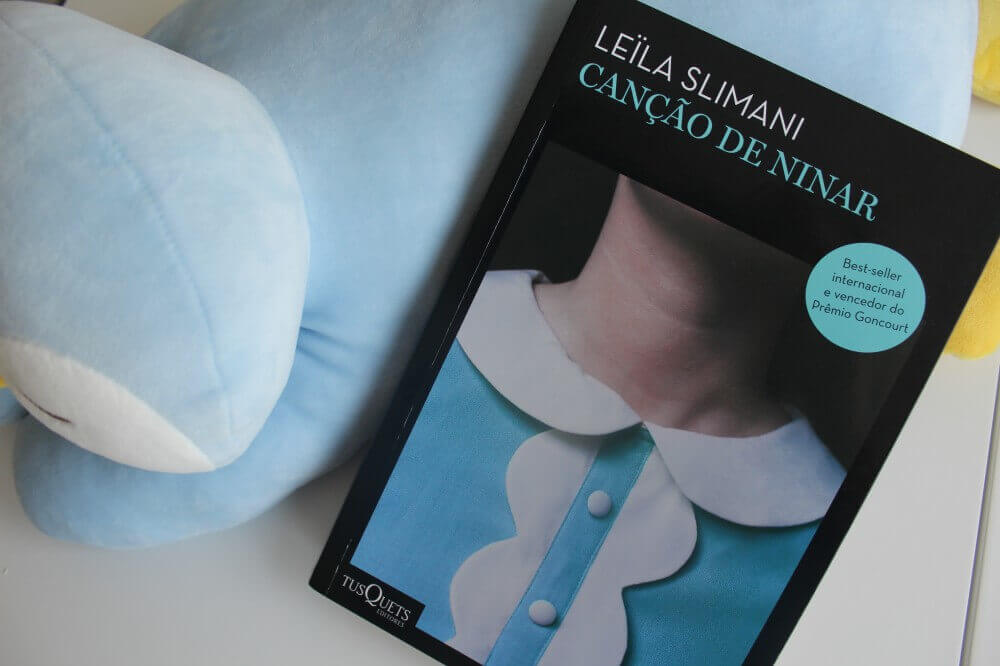 LEÏLA SLIMANI
CANÇÃO DE NINAR
Best-seller
internacional
e vencedor do
Prêmio Goncourt
TUSQUETS
EDITORES